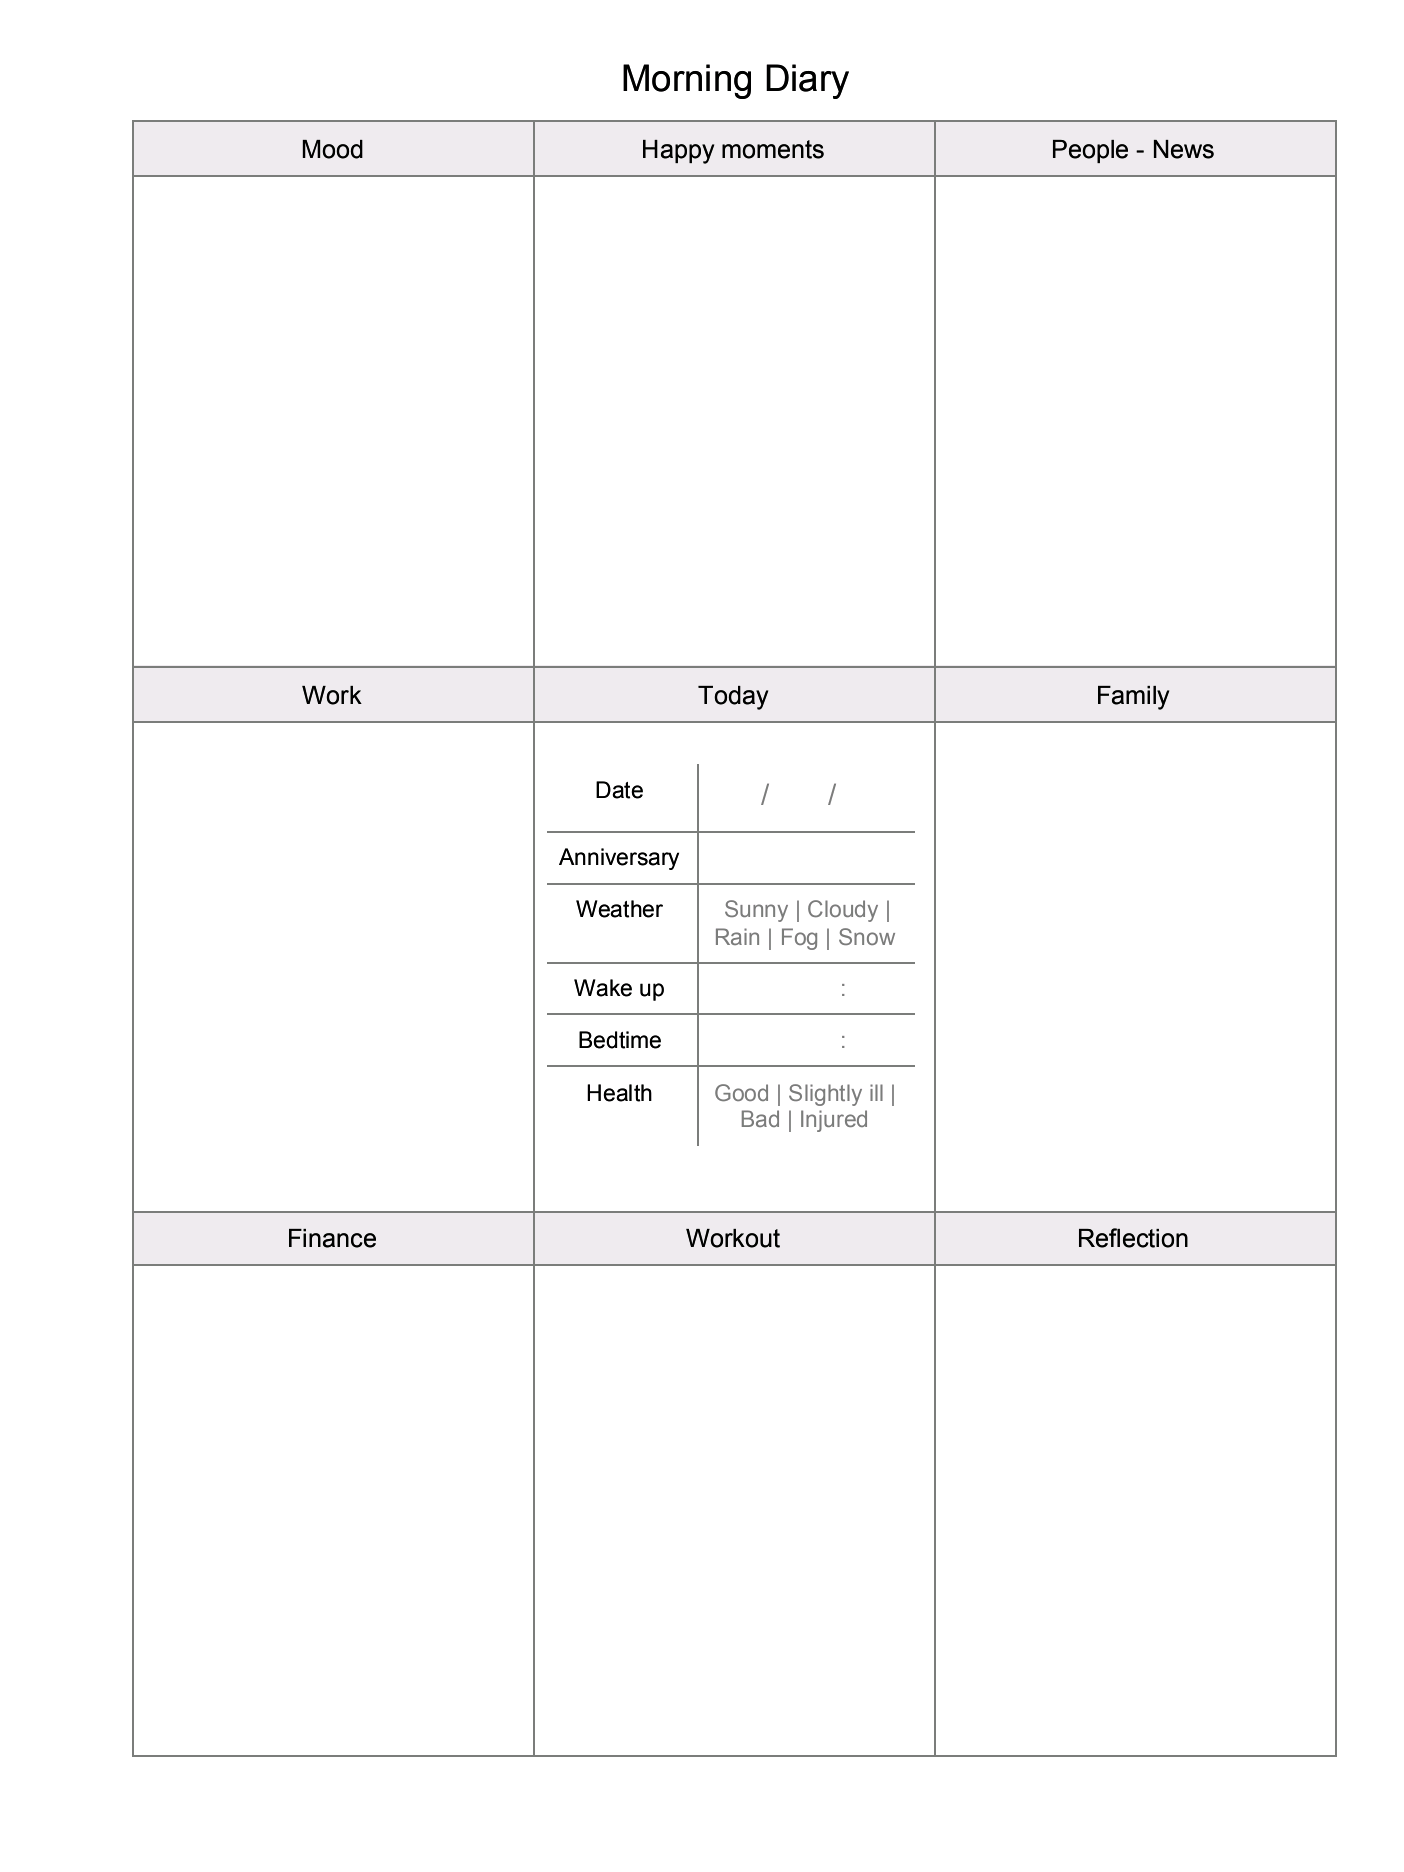 Morning Diary
Mood Happy moments People - News
Work Today Family
Date / /
Anniversary
Weather Sunny | Cloudy |
Rain | Fog | Snow
Wake up :
Bedtime :
Health Good | Slightly ill |
Bad | Injured
Finance Workout Reflection